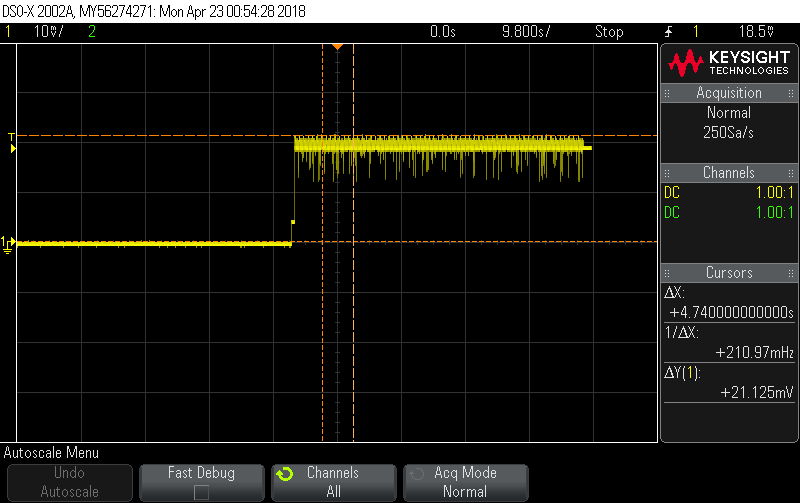 DSO-X 2002A, MY56274271: Mon Apr 23 00:54:28 2018
1 10mV/ 2 0.0s 9.800s/ Stop 1 18.5V
T
1
KEYSIGHT
TECHNOLOGIES
Acquisition
Normal
250Sa/s
Channels
DC 1.00:1
DC 1.00:1
Cursors
ΔX:
+4.740000000000s
1/ΔX:
+210.97mHz
ΔY(1):
+21.125mV
Autoscale Menu
Undo
Autoscale
Fast Debug
Channels
All
Acq Mode
Normal